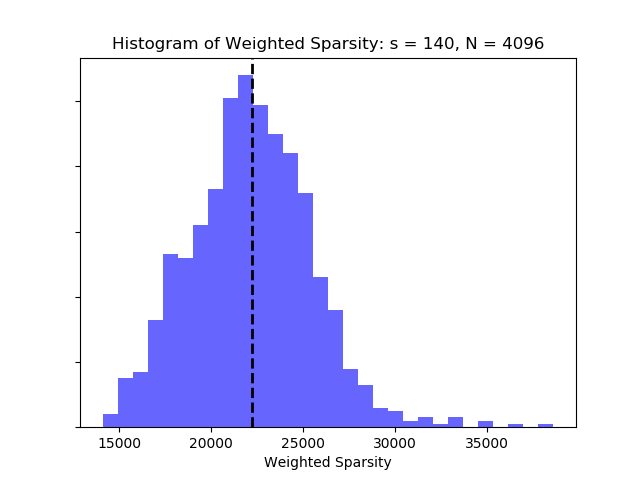 Histogram of Weighted Sparsity: s = 140, N = 4096
15000 20000 25000 30000 35000
Weighted Sparsity